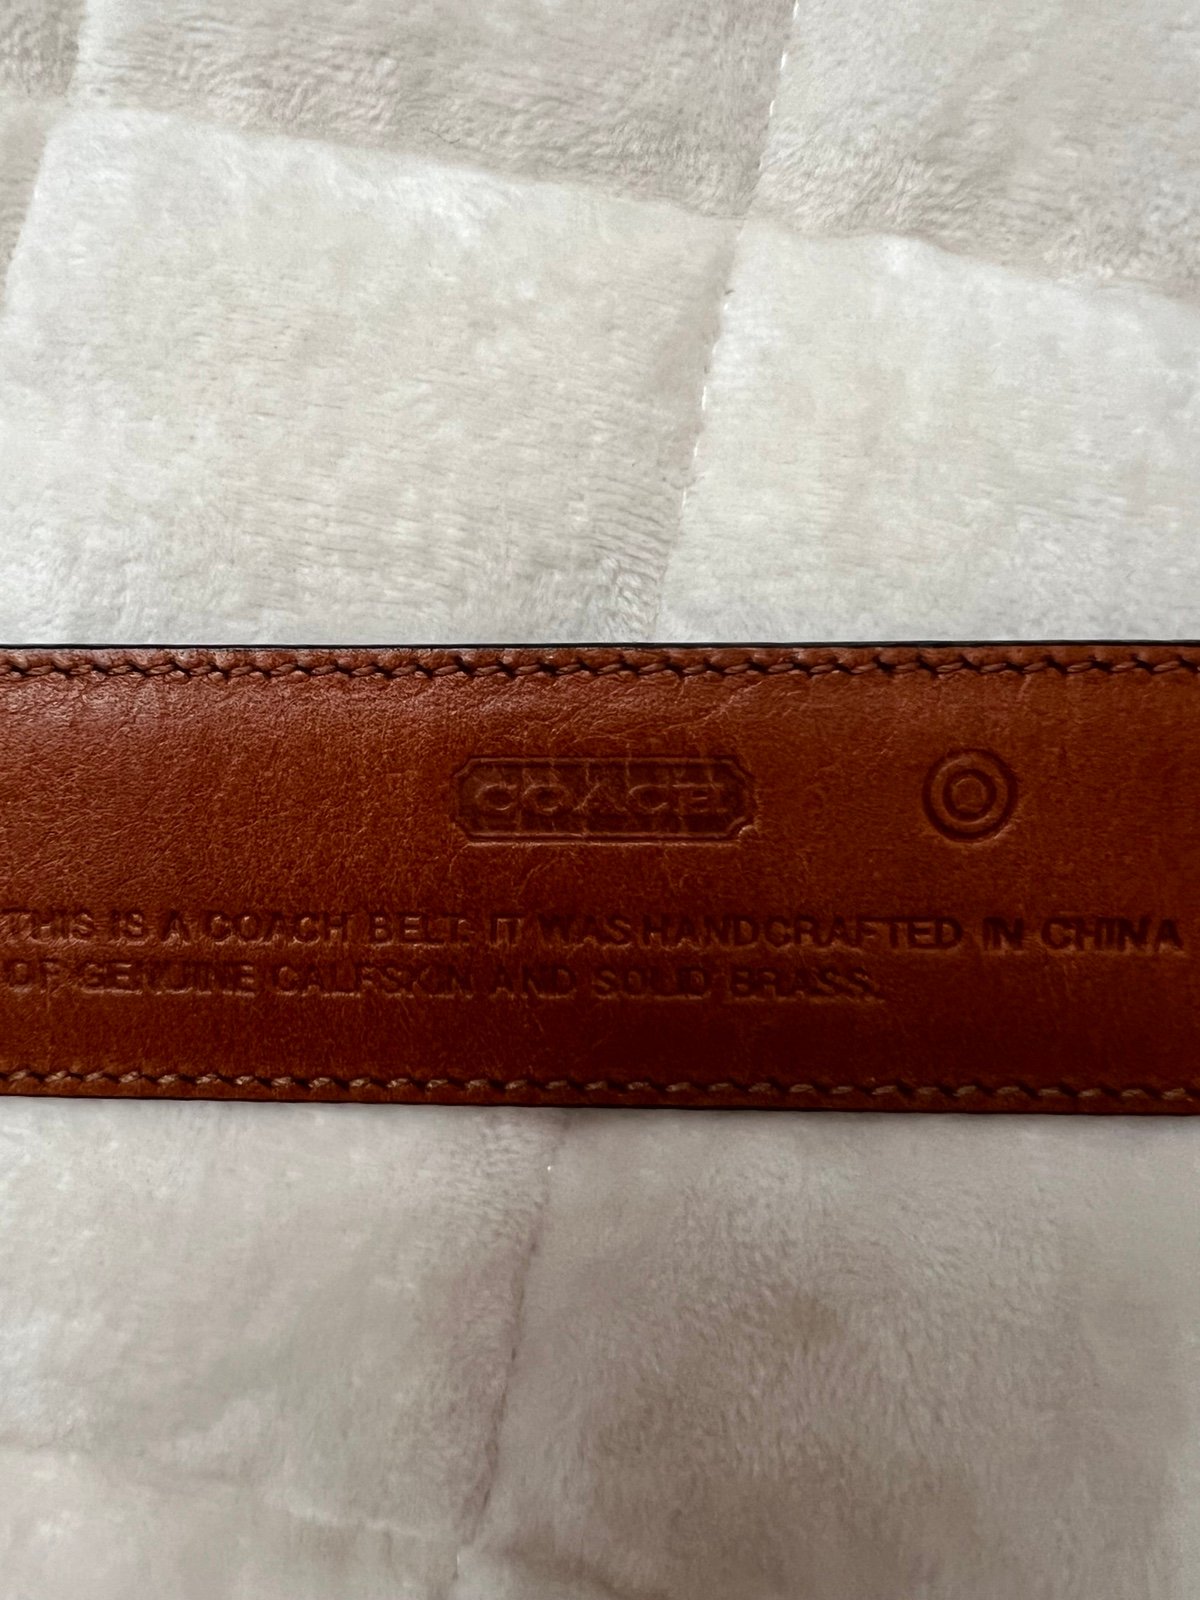 COACH
THIS IS A COACH BELT. IT WAS HANDCRAFTED IN CHINA
OF GENUINE CALFSKIN AND SOLID BRASS.